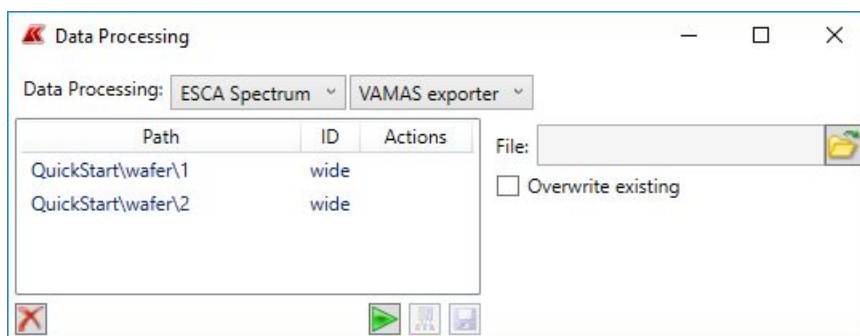 Data Processing
Data Processing: ESCA Spectrum VAMAS exporter
Path ID Actions
File:
QuickStart\wafer\1 wide
Overwrite existing
QuickStart\wafer\2 wide